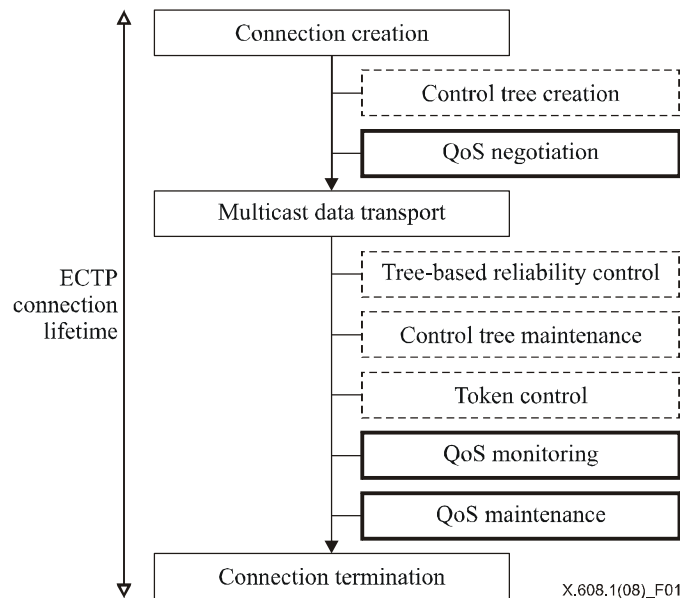 Connection creation
Control tree creation
QoS negotiation
Multicast data transport
Tree-based reliability control
ECTP
connection
lifetime
Control tree maintenance
Token control
QoS monitoring
QoS maintenance
Connection termination
X.608.1(08)_F01